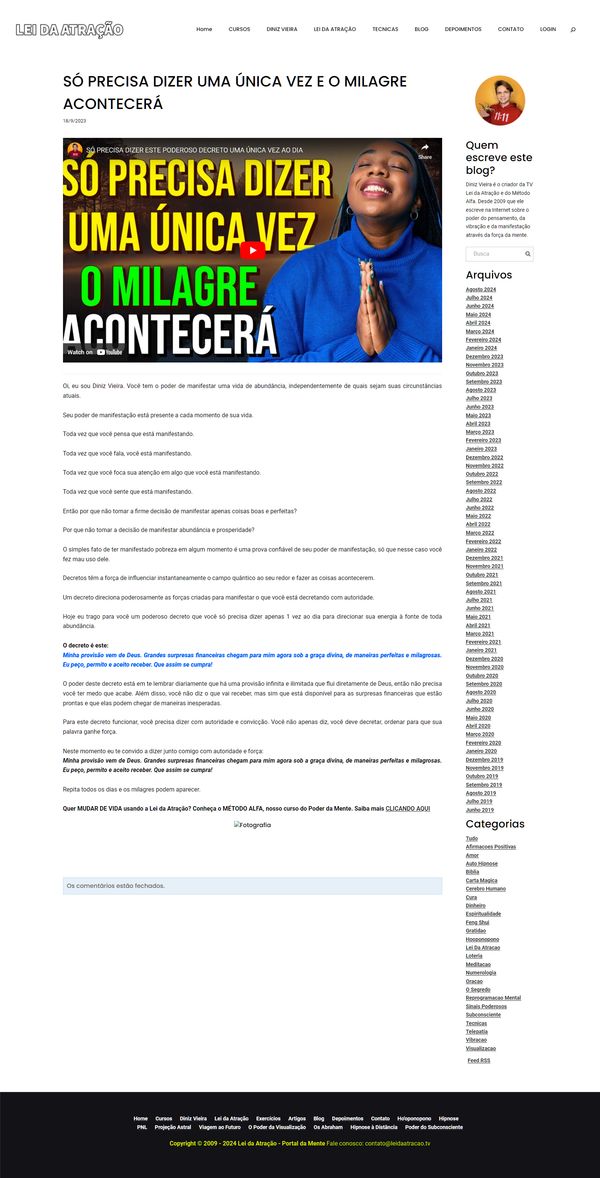 LEI DA ATRAÇÃO
Home CURSOS DINIZ VIEIRA LEI DA ATRAÇÃO TECNICAS BLOG DEPOIMENTOS CONTATO LOGIN
SÓ PRECISA DIZER UMA ÚNICA VEZ E O MILAGRE
ACONTECERÁ
18/9/2023
SÓ PRECISA DIZER ESTE PODEROSO DECRETO UMA ÚNICA VEZ AO DIA
Share
SÓ PRECISA DIZER
UMA ÚNICA VEZ
O MILAGRE
ACONTECERÁ
Watch on YouTube
Oi, eu sou Diniz Vieira. Você tem o poder de manifestar uma vida de abundância, independentemente de quais sejam suas circunstâncias
atuais.
Seu poder de manifestação está presente a cada momento de sua vida.
Toda vez que você pensa que está manifestando.
Toda vez que você fala, você está manifestando.
Toda vez que você foca sua atenção em algo que você está manifestando.
Toda vez que você sente que está manifestando.
Então por que não tomar a firme decisão de manifestar apenas coisas boas e perfeitas?
Por que não tomar a decisão de manifestar abundância e prosperidade?
O simples fato de ter manifestado pobreza em algum momento é uma prova confiável de seu poder de manifestação, só que nesse caso você
fez mau uso dele.
Decretos têm a força de influenciar instantaneamente o campo quântico ao seu redor e fazer as coisas acontecerem.
Um decreto direciona poderosamente as forças criadas para manifestar o que você está decretando com autoridade.
Hoje eu trago para você um poderoso decreto que você só precisa dizer apenas 1 vez ao dia para direcionar sua energia à fonte de toda
abundância.
O decreto é este:
Minha provisão vem de Deus. Grandes surpresas financeiras chegam para mim agora sob a graça divina, de maneiras perfeitas e milagrosas.
Eu peço, permito e aceito receber. Que assim se cumpra!
O poder deste decreto está em te lembrar diariamente que há uma provisão infinita e ilimitada que flui diretamente de Deus, então não precisa
você ter medo que acabe. Além disso, você não diz o que vai receber, mas sim que está disponível para as surpresas financeiras que estão
prontas e que elas podem chegar de maneiras inesperadas.
Para este decreto funcionar, você precisa dizer com autoridade e convicção. Você não apenas diz, você deve decretar, ordenar para que sua
palavra ganhe força.
Neste momento eu te convido a dizer junto comigo com autoridade e força:
Minha provisão vem de Deus. Grandes surpresas financeiras chegam para mim agora sob a graça divina, de maneiras perfeitas e milagrosas.
Eu peço, permito e aceito receber. Que assim se cumpra!
Repita todos os dias e os milagres podem aparecer.
Quer MUDAR DE VIDA usando a Lei da Atração? Conheça o MÉTODO ALFA, nosso curso do Poder da Mente. Saiba mais CLICANDO AQUI
Fotografia
Os comentários estão fechados.
11:11
Quem
escreve este
blog?
Diniz Vieira é o criador da TV
Lei da Atração e do Método
Alfa. Desde 2009 que ele
escreve na Internet sobre o
poder do pensamento, da
vibração e da manifestação
através da força da mente.
Busca
Arquivos
Agosto 2024
Julho 2024
Junho 2024
Maio 2024
Abril 2024
Março 2024
Fevereiro 2024
Janeiro 2024
Dezembro 2023
Novembro 2023
Outubro 2023
Setembro 2023
Agosto 2023
Julho 2023
Junho 2023
Maio 2023
Abril 2023
Março 2023
Fevereiro 2023
Janeiro 2023
Dezembro 2022
Novembro 2022
Outubro 2022
Setembro 2022
Agosto 2022
Julho 2022
Junho 2022
Maio 2022
Abril 2022
Março 2022
Fevereiro 2022
Janeiro 2022
Dezembro 2021
Novembro 2021
Outubro 2021
Setembro 2021
Agosto 2021
Julho 2021
Junho 2021
Maio 2021
Abril 2021
Março 2021
Fevereiro 2021
Janeiro 2021
Dezembro 2020
Novembro 2020
Outubro 2020
Setembro 2020
Agosto 2020
Julho 2020
Junho 2020
Maio 2020
Abril 2020
Março 2020
Fevereiro 2020
Janeiro 2020
Dezembro 2019
Novembro 2019
Outubro 2019
Setembro 2019
Agosto 2019
Julho 2019
Junho 2019
Categorias
Tudo
Afirmacoes Positivas
Amor
Auto Hipnose
Biblia
Carta Magica
Cerebro Humano
Cura
Dinheiro
Espiritualidade
Feng Shui
Gratidao
Hooponopono
Lei Da Atracao
Loteria
Meditacao
Numerologia
Oracao
O Segredo
Reprogramacao Mental
Sinais Poderosos
Subconsciente
Tecnicas
Telepatia
Vibracao
Visualizacao
Feed RSS
Home Cursos Diniz Vieira Lei da Atração Exercícios Artigos Blog Depoimentos Contato Ho'oponopono Hipnose
PNL Projeção Astral Viagem ao Futuro O Poder da Visualização Os Abraham Hipnose à Distância Poder do Subconsciente
Copyright © 2009 - 2024 Lei da Atração - Portal da Mente Fale conosco: contato@leidaatracao.tv